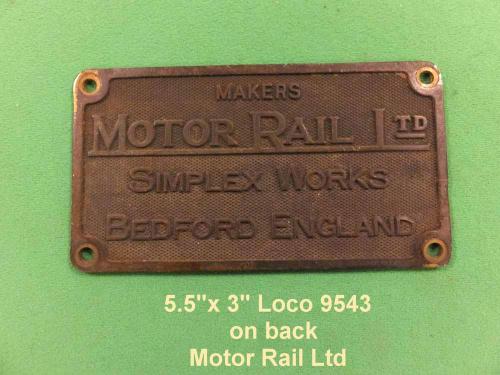 MAKERS
MOTOR RAIL LTD
SIMPLEX WORKS
BEDFORD ENGLAND
5.5"x 3" Loco 9543
on back
Motor Rail Ltd